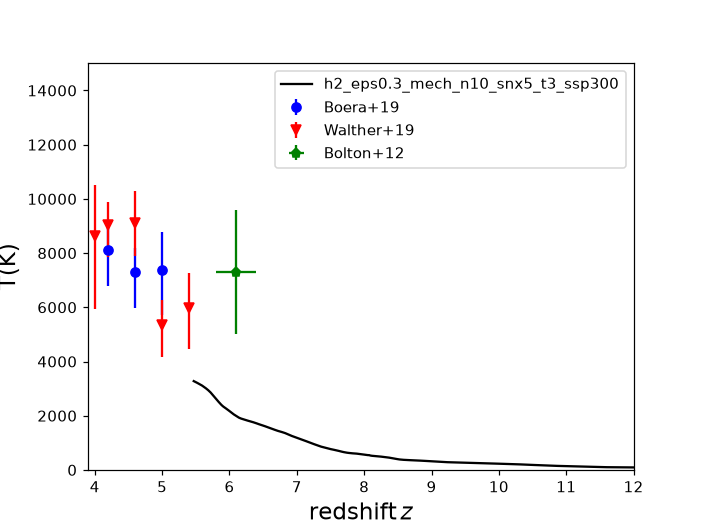 h2_eps0.3_mech_n10_snx5_t3_ssp300
Boera+19
Walther+19
Bolton+12
14000
12000
10000
8000
6000
4000
2000
0
T(K)
4 5 6 7 8 9 10 11 12
redshift z